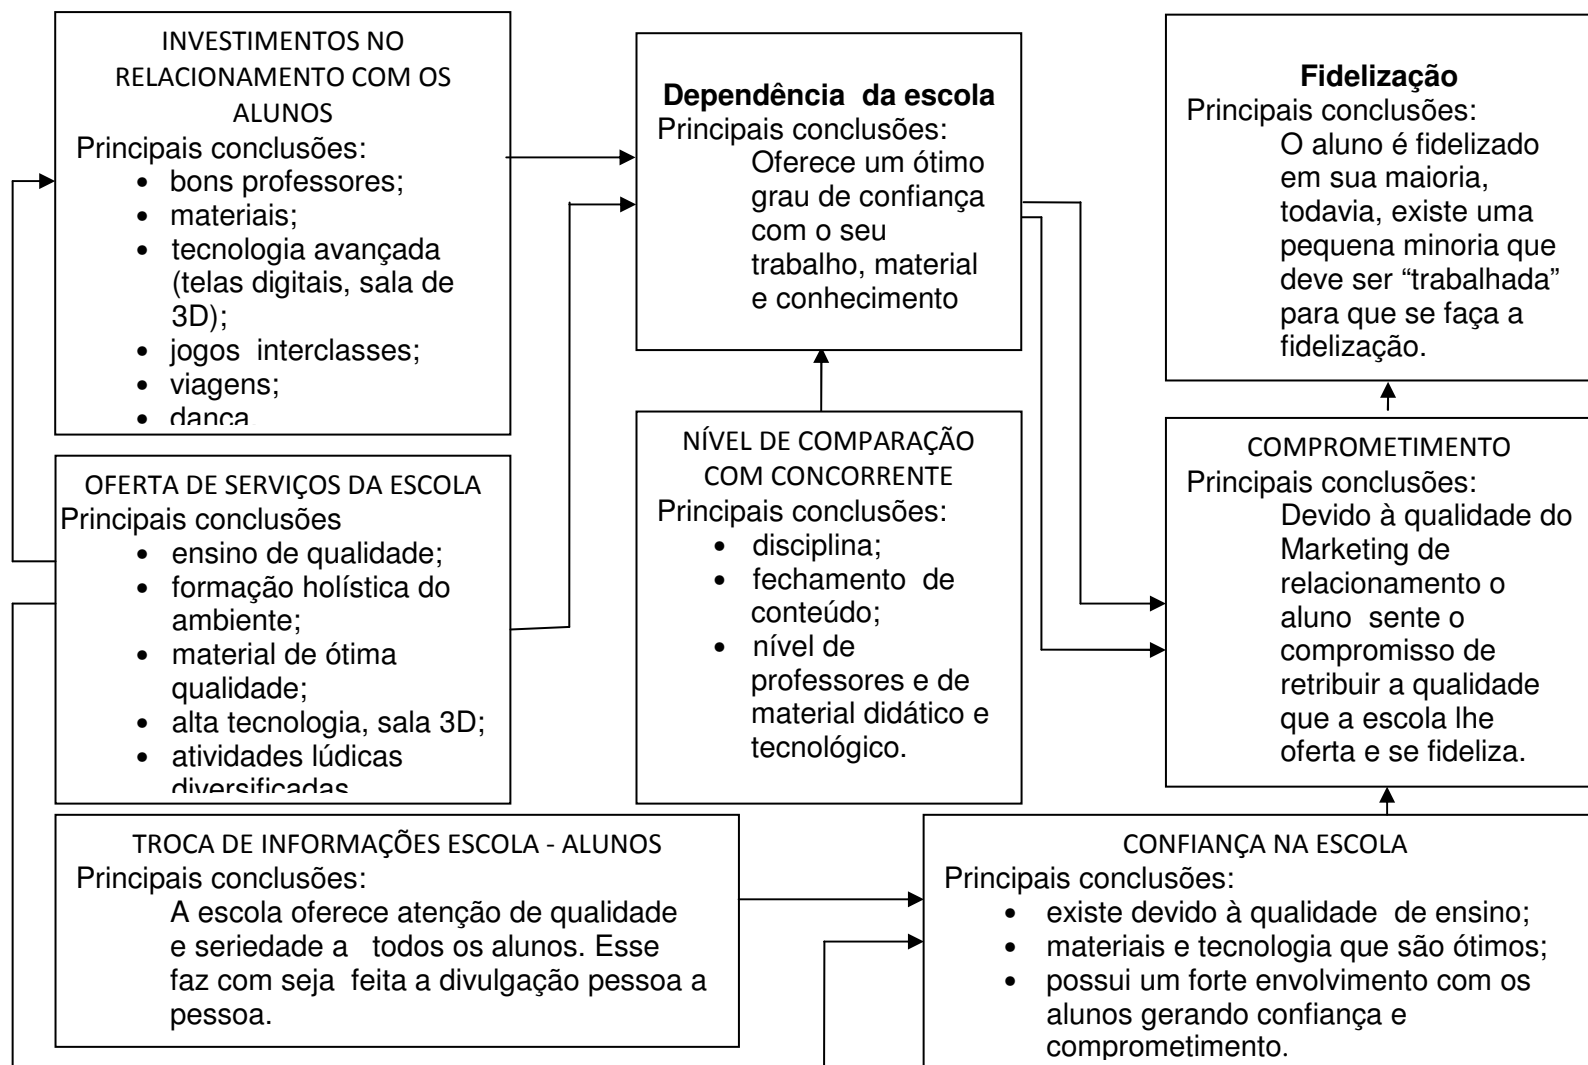 INVESTIMENTOS NO
RELACIONAMENTO COM OS
ALUNOS
Principais conclusões:
• bons professores;
• materiais;
• tecnologia avançada
(telas digitais, sala de
3D);
• jogos interclasses;
• viagens;
• dança.
OFERTA DE SERVIÇOS DA ESCOLA
Principais conclusões
• ensino de qualidade;
• formação holística do
ambiente;
• material de ótima
qualidade;
• alta tecnologia, sala 3D;
• atividades lúdicas
diversificadas
Dependência da escola
Principais conclusões:
Oferece um ótimo
grau de confiança
com o seu
trabalho, material
e conhecimento
NÍVEL DE COMPARAÇÃO
COM CONCORRENTE
Principais conclusões:
• disciplina;
• fechamento de
conteúdo;
• nível de
professores e de
material didático e
tecnológico.
Fidelização
Principais conclusões:
O aluno é fidelizado
em sua maioria,
todavia, existe uma
pequena minoria que
deve ser “trabalhada”
para que se faça a
fidelização.
COMPROMETIMENTO
Principais conclusões:
Devido à qualidade do
Marketing de
relacionamento o
aluno sente o
compromisso de
retribuir a qualidade
que a escola lhe
oferta e se fideliza.
TROCA DE INFORMAÇÕES ESCOLA - ALUNOS
Principais conclusões:
A escola oferece atenção de qualidade
e seriedade a todos os alunos. Esse
faz com seja feita a divulgação pessoa a
pessoa.
CONFIANÇA NA ESCOLA
Principais conclusões:
• existe devido à qualidade de ensino;
• materiais e tecnologia que são ótimos;
• possui um forte envolvimento com os
alunos gerando confiança e
comprometimento.